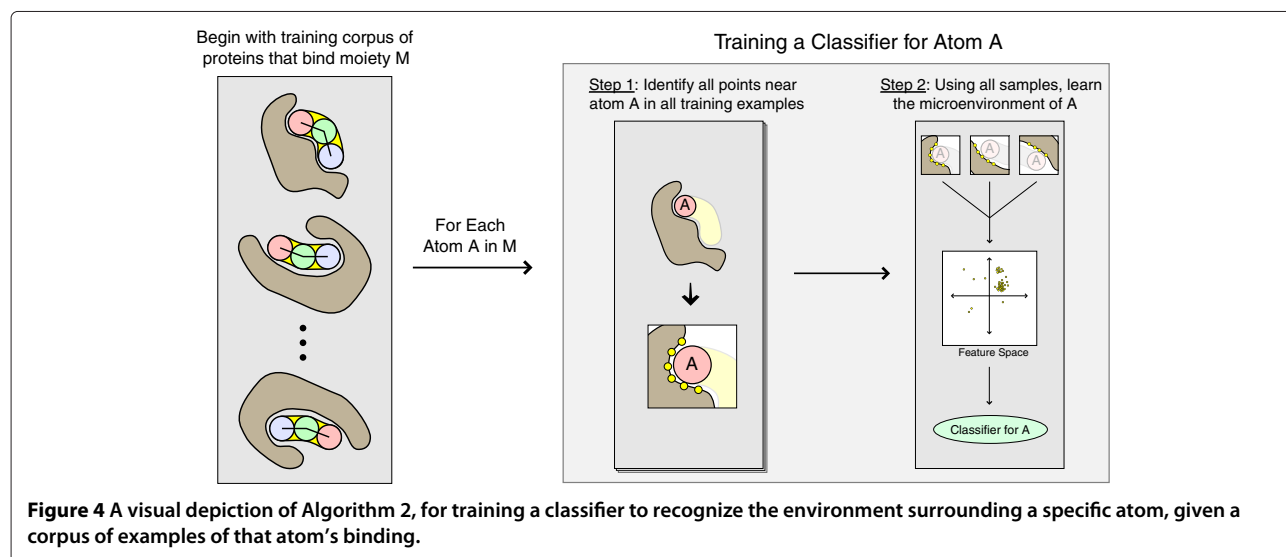 Begin with training corpus of
proteins that bind moiety M
For Each
Atom A in M
Training a Classifier for Atom A
Step 1: Identify all points near
atom A in all training examples
A
A
Step 2: Using all samples, learn
the microenvironment of A
A
A
A
Feature Space
Classifier for A
Figure 4 A visual depiction of Algorithm 2, for training a classifier to recognize the environment surrounding a specific atom, given a
corpus of examples of that atom's binding.